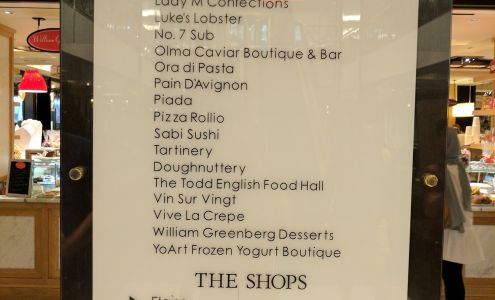 Lady M Confections
Luke's Lobster
No. 7 Sub
Olma Caviar Boutique & Bar
Ora di Pasta
Pain D'Avignon
Piada
Pizza Rollio
Sabi Sushi
Tartinery
Doughnuttery
The Todd English Food Hall
Vin Sur Vingt
Vive La Crepe
William Greenberg Desserts
YoArt Frozen Yogurt Boutique
THE SHOPS
William G